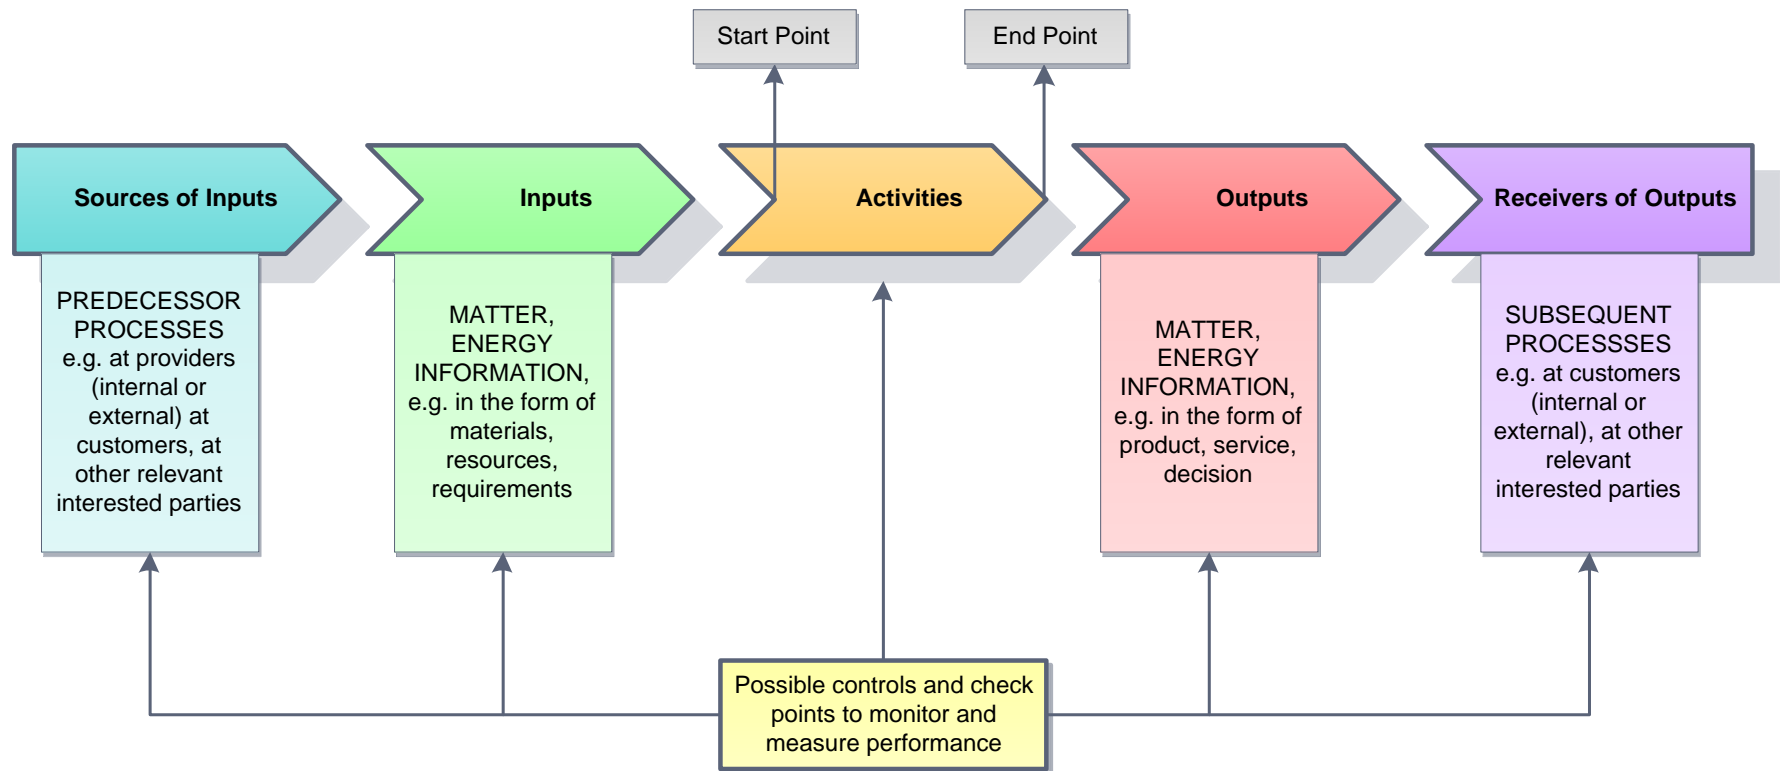 Start Point
End Point
Sources of Inputs
Inputs
Activities
Outputs
Receivers of Outputs
PREDECESSOR
PROCESSES
e.g. at providers
(internal or
external) at
customers, at
other relevant
interested parties
MATTER,
ENERGY
INFORMATION,
e.g. in the form of
materials,
resources,
requirements
MATTER,
ENERGY
INFORMATION,
e.g. in the form of
product, service,
decision
SUBSEQUENT
PROCESSSES
e.g. at customers
(internal or
external), at other
relevant
interested parties
Possible controls and check
points to monitor and
measure performance